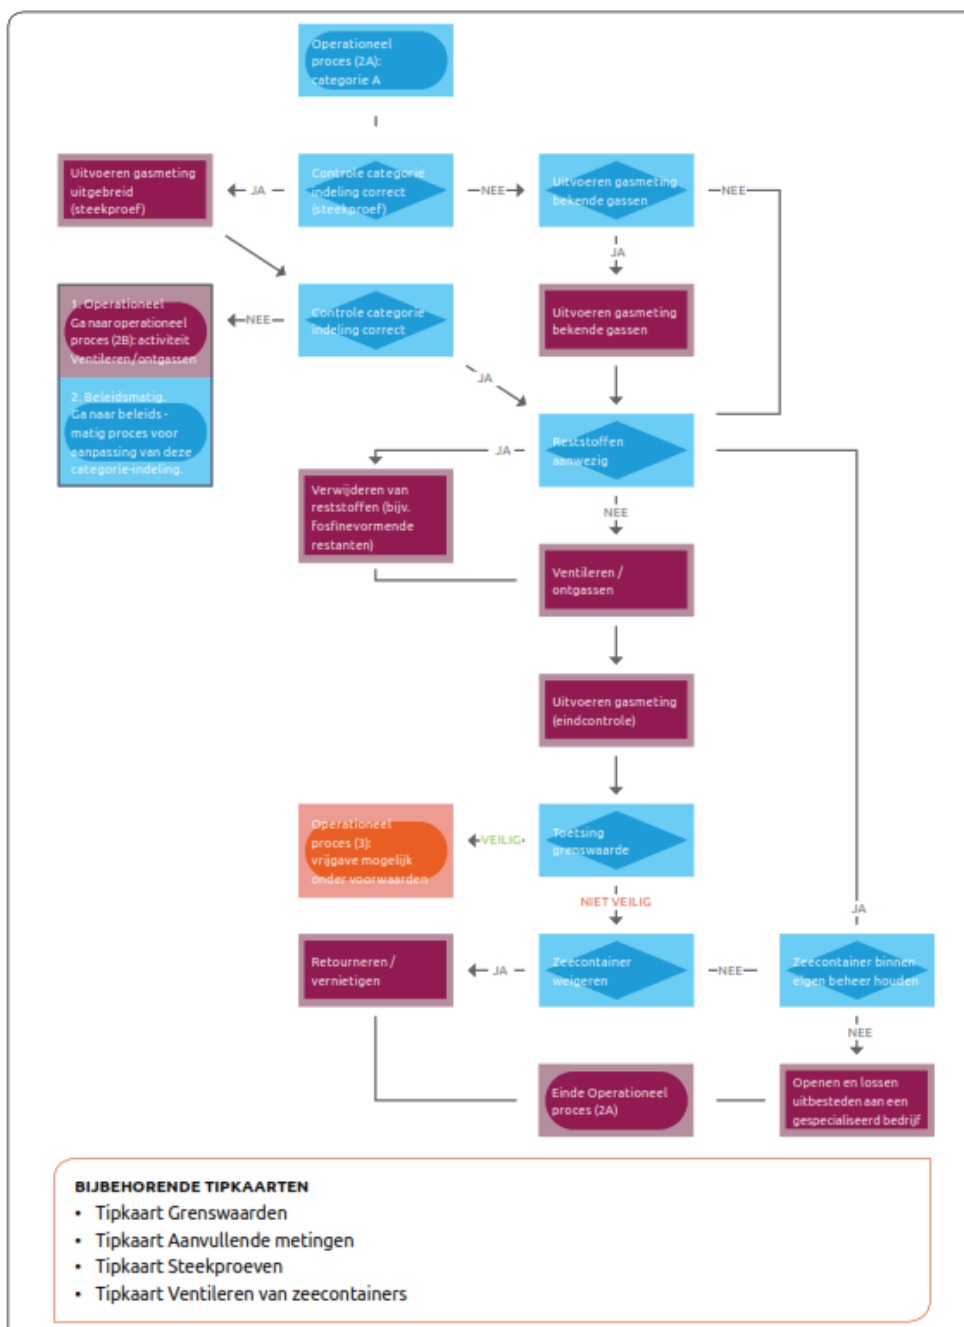 Operationeel
proces (2A):
categorie A
Uitvoeren gasmeting
uitgebreid
(steekproef)
JA
Controle categorie
indeling correct
(steekproef)
NEE
Uitvoeren gasmeting
bekende gassen
NEE
JA
1. Operationeel
Ga naar operationeel
proces (2B): activiteit
Ventileren/ontgassen
NEE
Controle categorie
indeling correct
Uitvoeren gasmeting
bekende gassen
JA
2. Beleidsmatig.
Ga naar beleids-
matig proces voor
aanpassing van deze
categorie-indeling.
JA
Reststoffen
aanwezig
Verwijderen van
reststoffen (bijv.
fosfinevormende
restanten)
NEE
Ventileren /
ontgassen
Uitvoeren gasmeting
(eindcontrole)
Operationeel
proces (3):
vrijgave mogelijk
onder voorwaarden
VEILIG
Toetsing
grenswaarde
NIET VEILIG
JA
Retourneren /
vernietigen
JA
Zeecontainer
weigeren
NEE
Zeecontainer binnen
eigen beheer houden
NEE
Einde Operationeel
proces (2A)
Openen en lossen
uitbesteden aan een
gespecialiseerd bedrijf
BIJBEHORENDE TIPKAARTEN
• Tipkaart Grenswaarden
• Tipkaart Aanvullende metingen
• Tipkaart Steekproeven
• Tipkaart Ventileren van zeecontainers